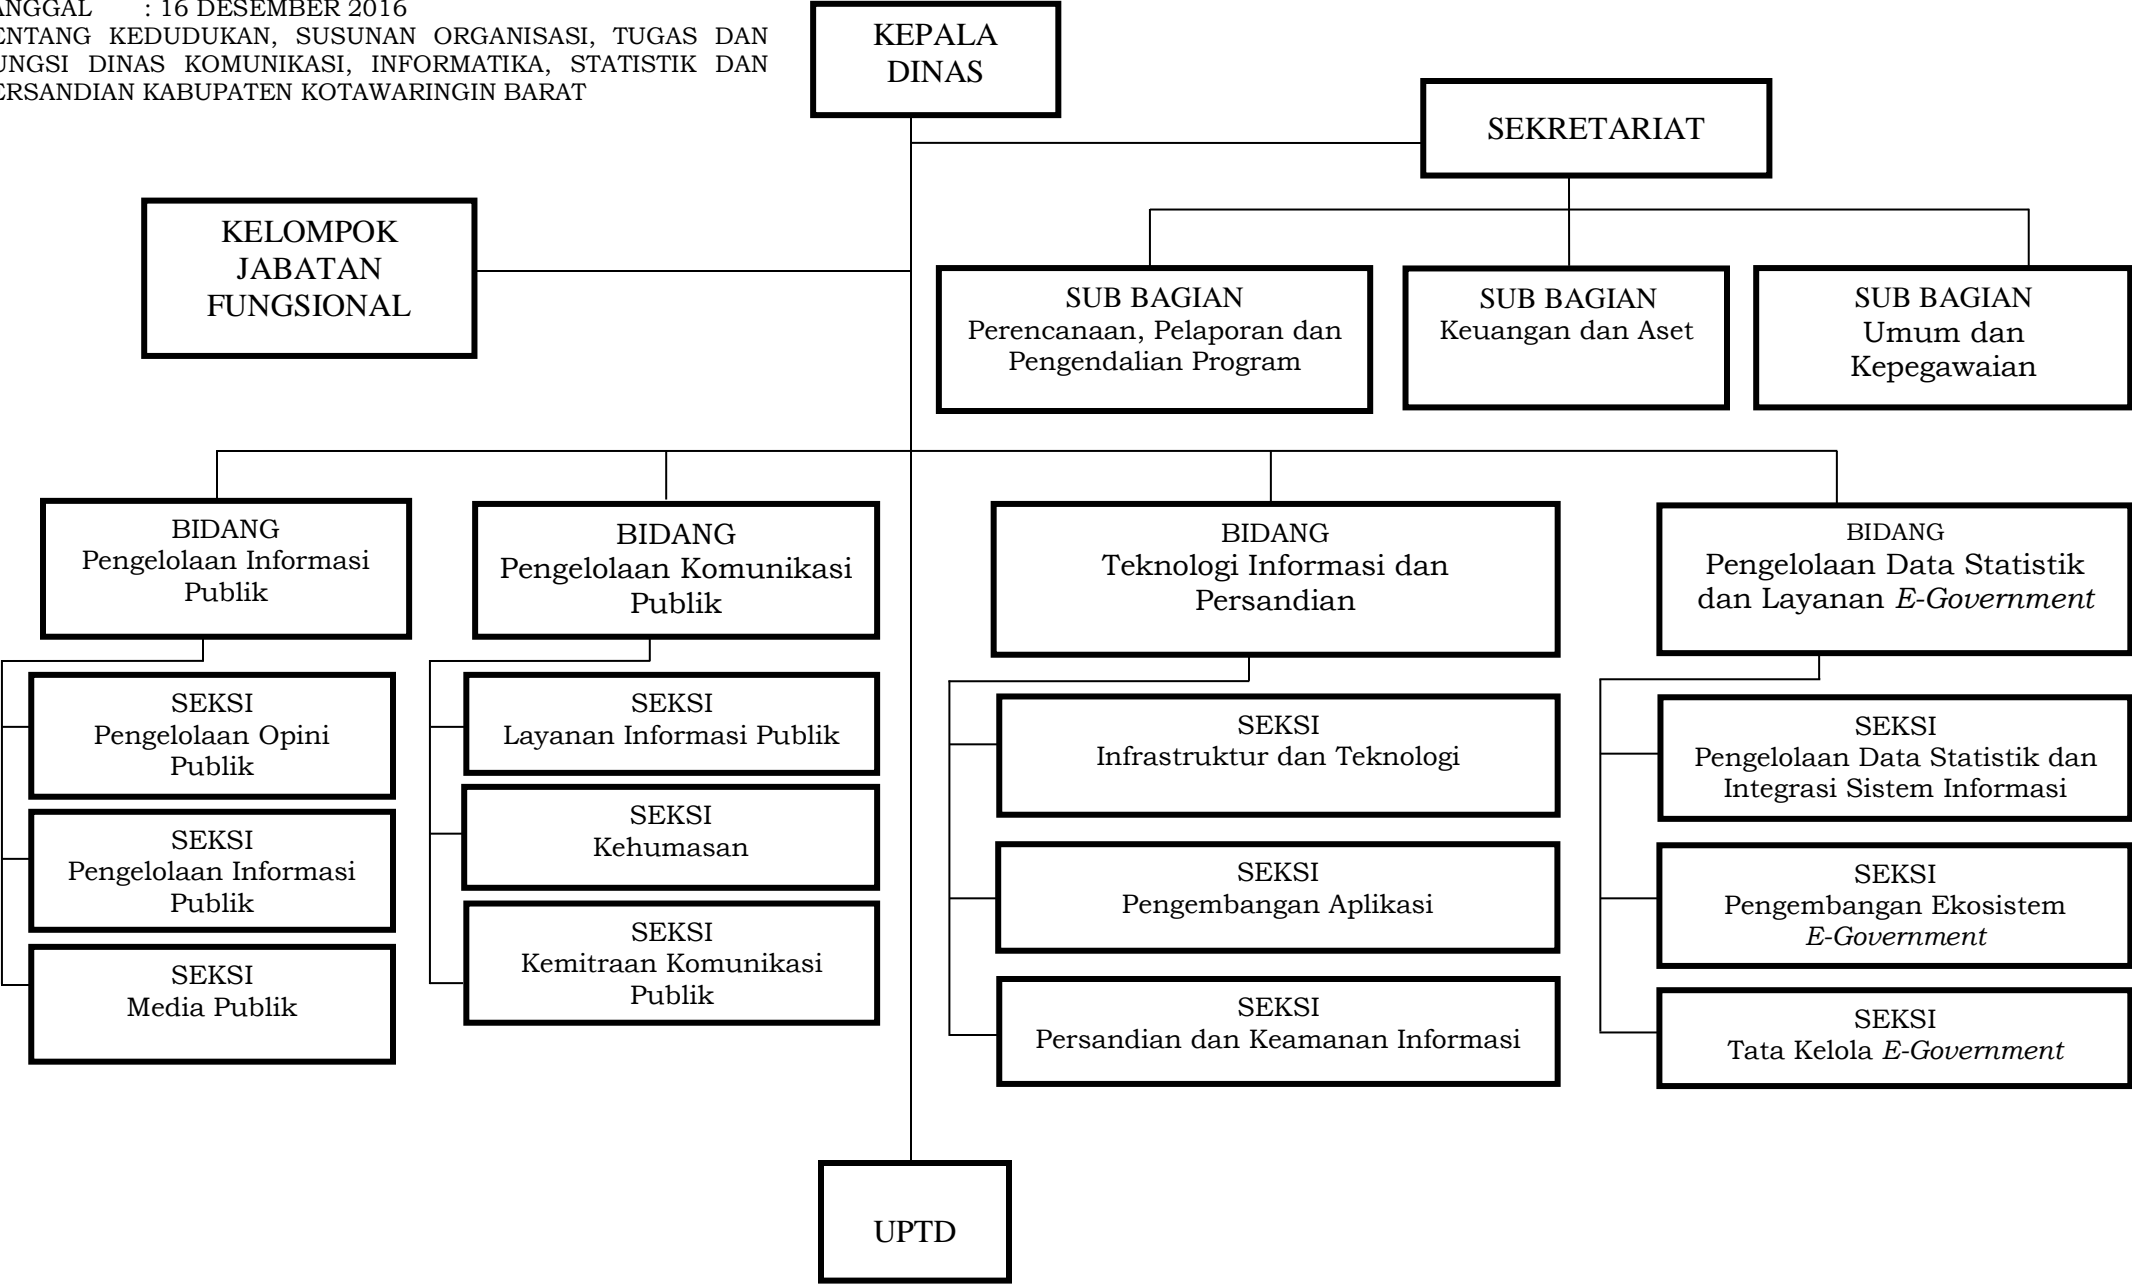 ANGGAL : 16 DESEMBER 2016
ENTANG KEDUDUKAN, SUSUNAN ORGANISASI, TUGAS DAN
UNGSI DINAS KOMUNIKASI, INFORMATIKA, STATISTIK DAN
ERSANDIAN KABUPATEN KOTAWARINGIN BARAT
KEPALA
DINAS
SEKRETARIAT
KELOMPOK
JABATAN
FUNGSIONAL
SUB BAGIAN
Perencanaan, Pelaporan dan
Pengendalian Program
SUB BAGIAN
Keuangan dan Aset
SUB BAGIAN
Umum dan
Kepegawaian
BIDANG
Pengelolaan Informasi
Publik
BIDANG
Pengelolaan Komunikasi
Publik
BIDANG
Teknologi Informasi dan
Persandian
BIDANG
Pengelolaan Data Statistik
dan Layanan E-Government
SEKSI
Pengelolaan Opini
Publik
SEKSI
Pengelolaan Informasi
Publik
SEKSI
Media Publik
SEKSI
Layanan Informasi Publik
SEKSI
Kehumasan
SEKSI
Kemitraan Komunikasi
Publik
SEKSI
Infrastruktur dan Teknologi
SEKSI
Pengembangan Aplikasi
SEKSI
Persandian dan Keamanan Informasi
SEKSI
Pengelolaan Data Statistik dan
Integrasi Sistem Informasi
SEKSI
Pengembangan Ekosistem
E-Government
SEKSI
Tata Kelola E-Government
UPTD